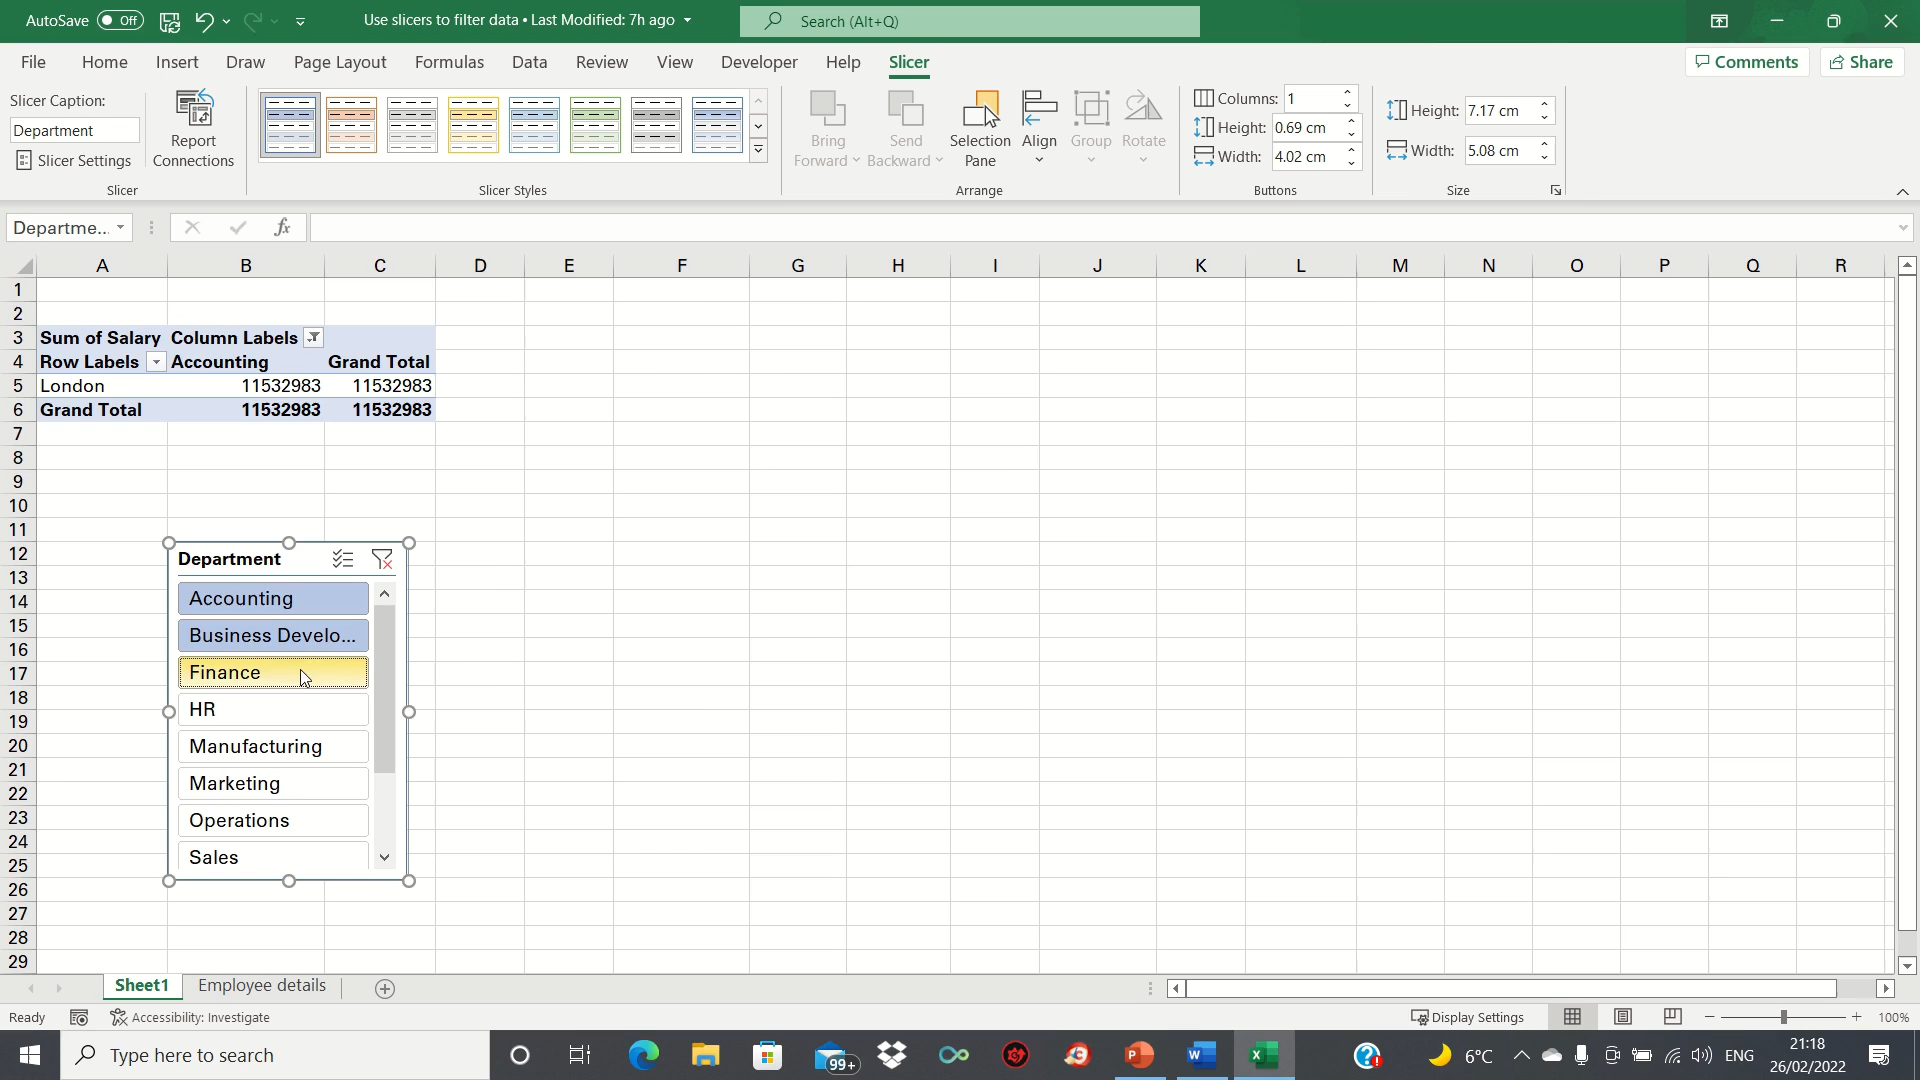 AutoSave Off Use slicers to filter data • Last Modified: 7h ago Search (Alt+Q)
File Home Insert Draw Page Layout Formulas Data Review View Developer Help Slicer Comments Share
Slicer Caption:
Department
Slicer Settings
Report Connections
Bring Forward
Send Backward
Selection Pane
Align
Group
Rotate
Columns: 1
Height: 0.69 cm
Width: 4.02 cm
Height: 7.17 cm
Width: 5.08 cm
Slicer Slicer Styles Arrange Buttons Size
Departme... fx
A B C D E F G H I J K L M N O P Q R
1
2
3 Sum of Salary Column Labels
4 Row Labels Accounting Grand Total
5 London 11532983 11532983
6 Grand Total 11532983 11532983
7
8
9
10
11
12 Department
13
14 Accounting
15 Business Develo...
16
17 Finance
18 HR
19
20 Manufacturing
21
22 Marketing
23 Operations
24
25 Sales
26
27
28
29
Sheet1 Employee details
Ready Accessibility: Investigate Display Settings 100%
Type here to search 99+ 6°C ENG 21:18
26/02/2022